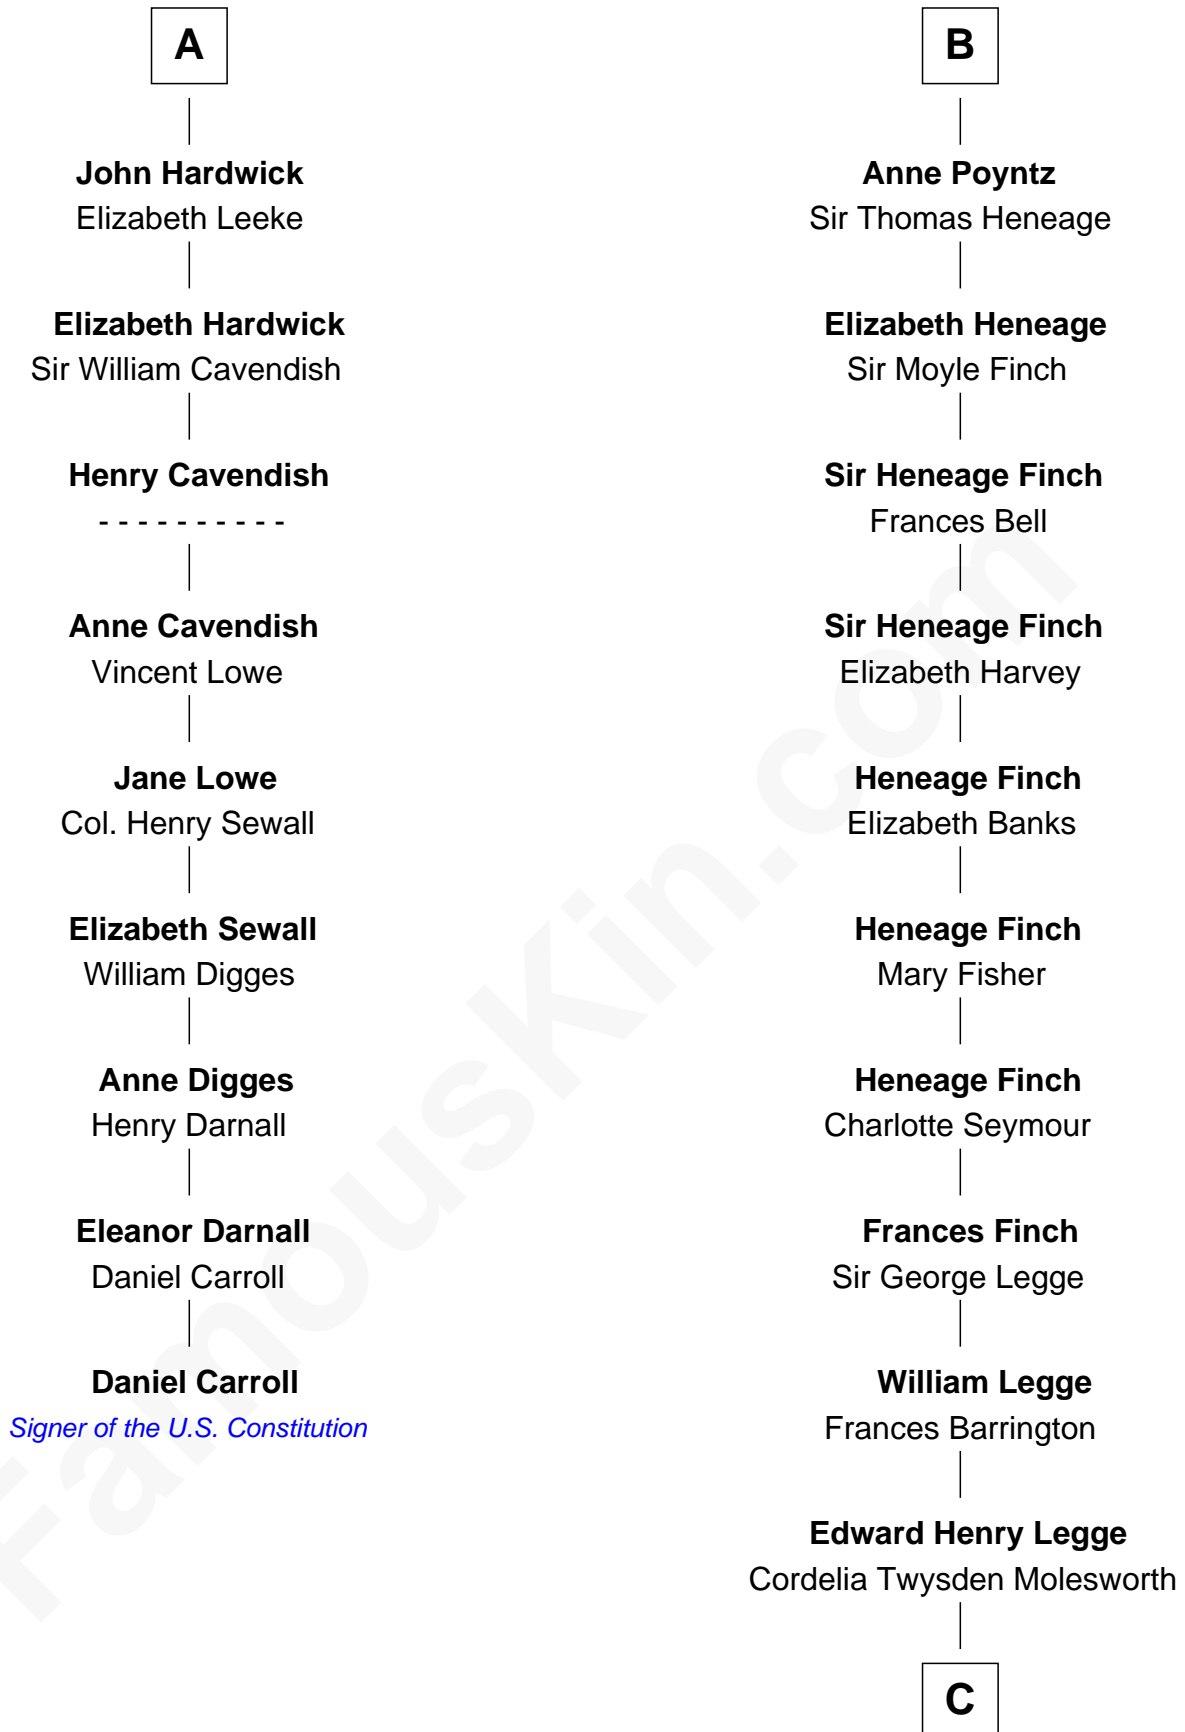 A
John Hardwick
Elizabeth Leeke
Elizabeth Hardwick
Sir William Cavendish
Henry Cavendish
- - - - - - - - - -
Anne Cavendish
Vincent Lowe
Jane Lowe
Col. Henry Sewall
Elizabeth Sewall
William Digges
Anne Digges
Henry Darnall
Eleanor Darnall
Daniel Carroll
Daniel Carroll
Signer of the U.S. Constitution
B
Anne Poyntz
Sir Thomas Heneage
Elizabeth Heneage
Sir Moyle Finch
Sir Heneage Finch
Frances Bell
Sir Heneage Finch
Elizabeth Harvey
Heneage Finch
Elizabeth Banks
Heneage Finch
Mary Fisher
Heneage Finch
Charlotte Seymour
Frances Finch
Sir George Legge
William Legge
Frances Barrington
Edward Henry Legge
Cordelia Twysden Molesworth
C
FamousKin.com